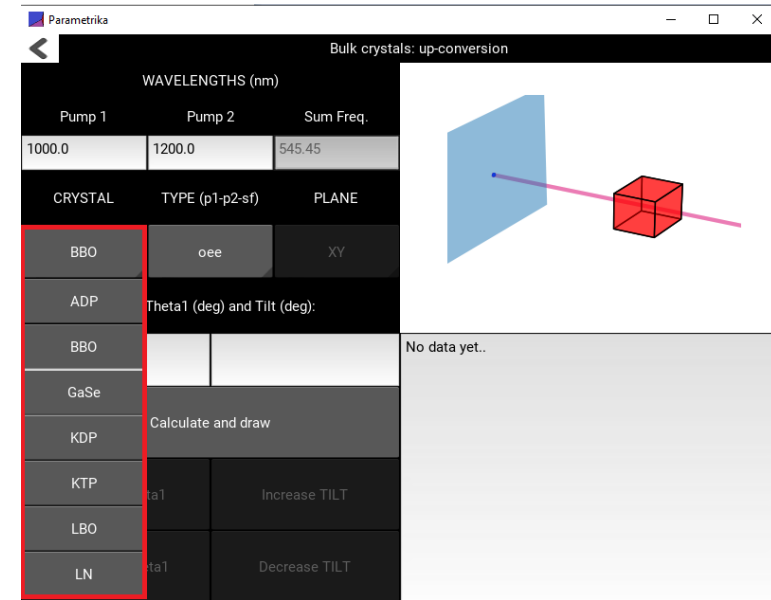 Parametrika
Bulk crystals: up-conversion
WAVELENGTHS (nm)
Pump 1 Pump 2 Sum Freq.
1000.0 1200.0 545.45
CRYSTAL TYPE (p1-p2-sf) PLANE
BBO oee XY
ADP
Theta1 (deg) and Tilt (deg):
BBO
No data yet..
GaSe
Calculate and draw
KDP
KTP
ta1 Increase TILT
LBO
eta1 Decrease TILT
LN